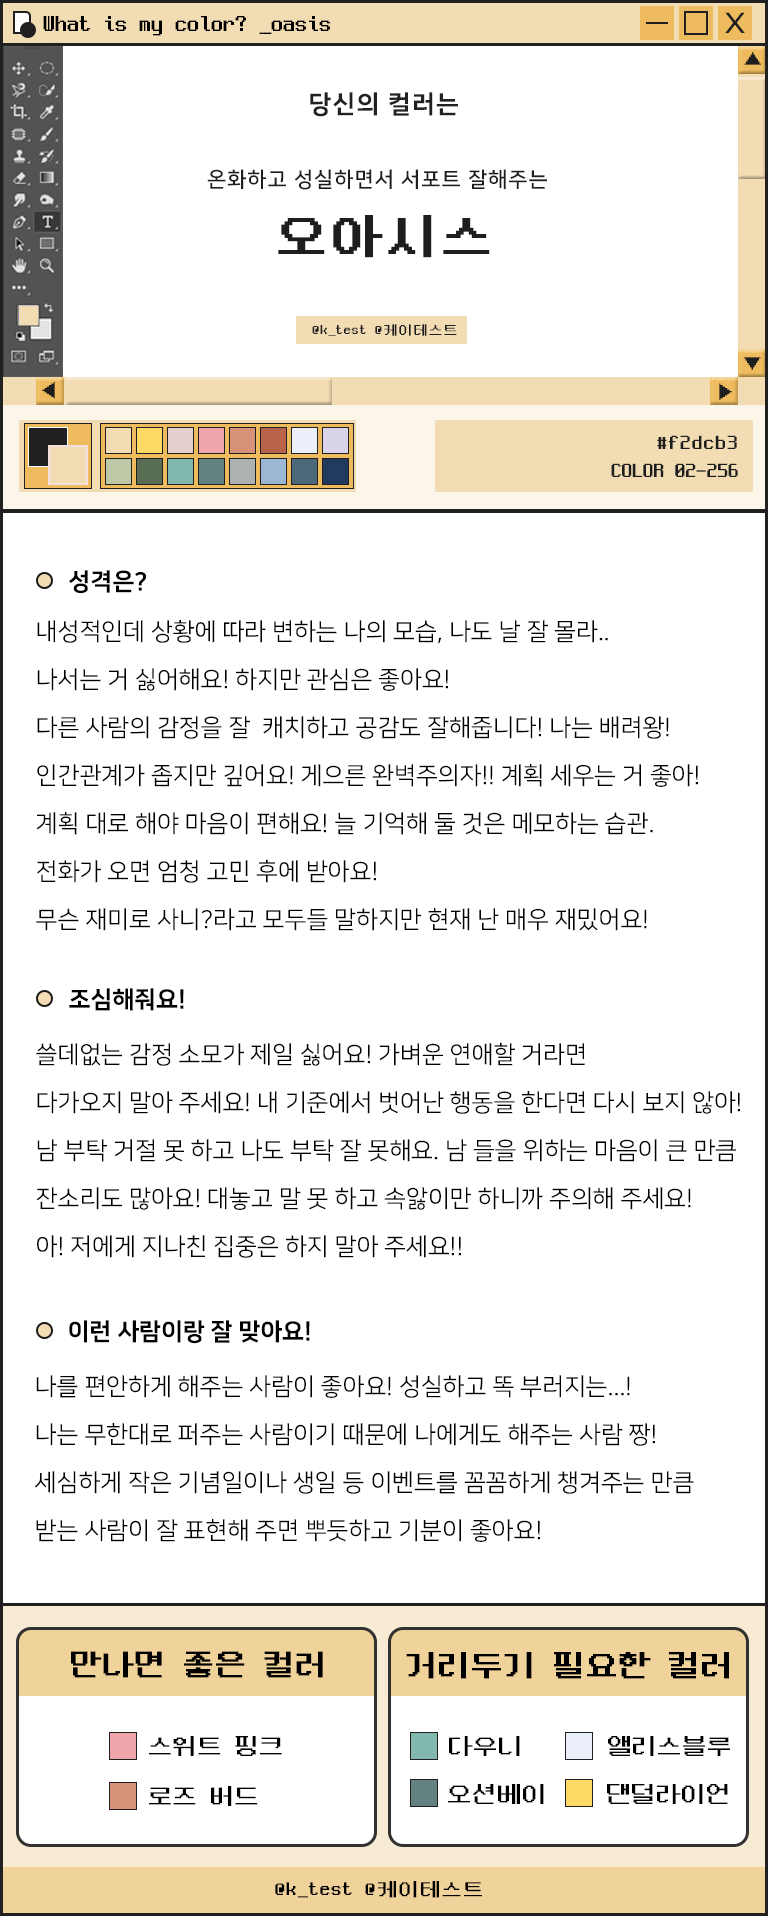 What is my color? _oasis
당신의 컬러는
온화하고 성실하면서 서포트 잘해주는
오아시스
@k_test @케이테스트
#f2dcb3
COLOR 02-256
성격은?
내성적인데 상황에 따라 변하는 나의 모습, 나도 날 잘 몰라..
나서는 거 싫어해요! 하지만 관심은 좋아요!
다른 사람의 감정을 잘 캐치하고 공감도 잘해줍니다! 나는 배려왕!
인간관계가 좁지만 깊어요! 게으른 완벽주의자!! 계획 세우는 거 좋아!
계획 대로 해야 마음이 편해요! 늘 기억해 둘 것은 메모하는 습관.
전화가 오면 엄청 고민 후에 받아요!
무슨 재미로 사니?라고 모두들 말하지만 현재 난 매우 재밌어요!
조심해줘요!
쓸데없는 감정 소모가 제일 싫어요! 가벼운 연애할 거라면
다가오지 말아 주세요! 내 기준에서 벗어난 행동을 한다면 다시 보지 않아!
남 부탁 거절 못 하고 나도 부탁 잘 못해요. 남 들을 위하는 마음이 큰 만큼
잔소리도 많아요! 대놓고 말 못 하고 속앓이만 하니까 주의해 주세요!
아! 저에게 지나친 집중은 하지 말아 주세요!!
이런 사람이랑 잘 맞아요!
나를 편안하게 해주는 사람이 좋아요! 성실하고 똑 부러지는...!
나는 무한대로 퍼주는 사람이기 때문에 나에게도 해주는 사람 짱!
세심하게 작은 기념일이나 생일 등 이벤트를 꼼꼼하게 챙겨주는 만큼
받는 사람이 잘 표현해 주면 뿌듯하고 기분이 좋아요!
만나면 좋은 컬러
스위트 핑크
로즈 버드
거리두기 필요한 컬러
다우니 앨리스블루
오션베이 댄덜라이언
@k_test @케이테스트